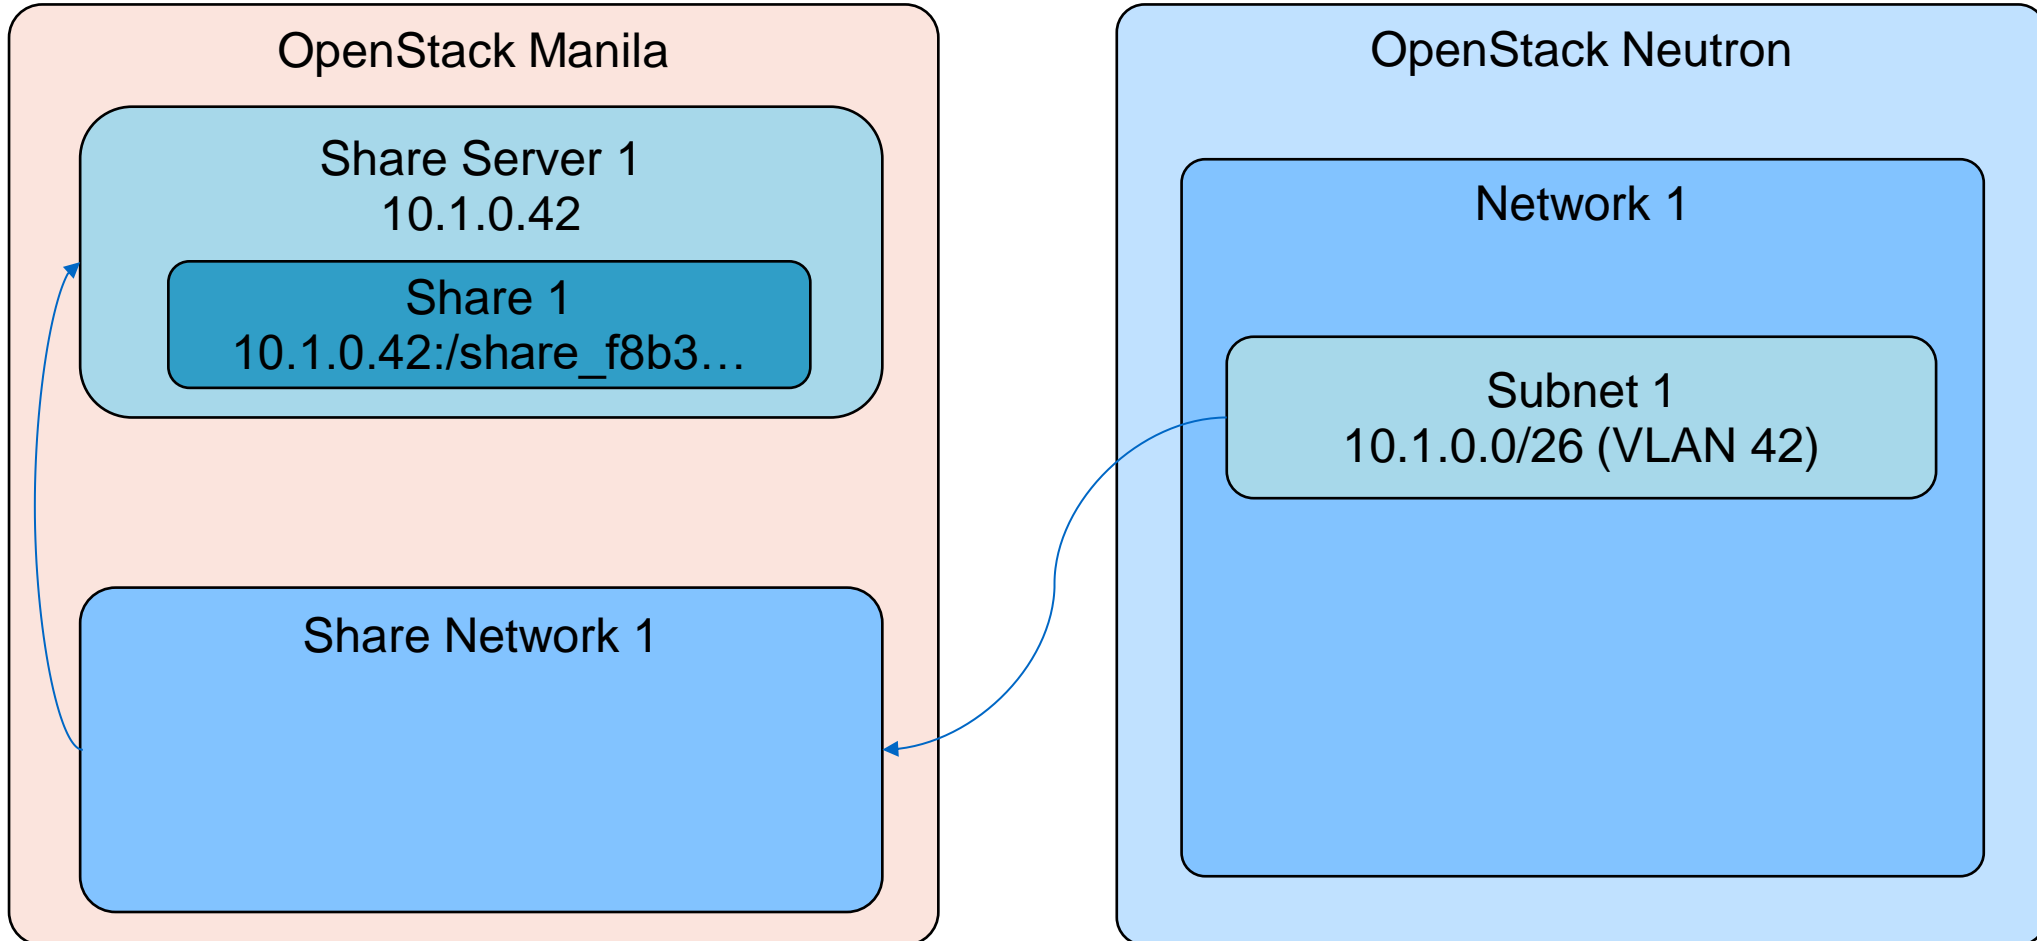 OpenStack Manila
Share Server 1
10.1.0.42
Share 1
10.1.0.42:/share_f8b3…
Share Network 1
OpenStack Neutron
Network 1
Subnet 1
10.1.0.0/26 (VLAN 42)